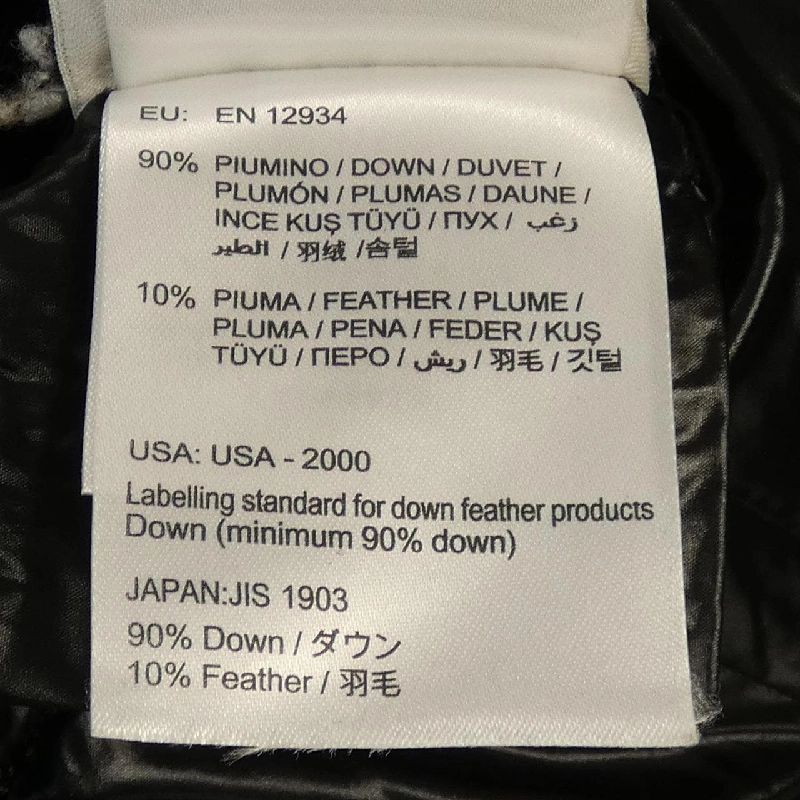 EU: EN 12934
90% PIUMINO / DOWN / DUVET /
PLUMÓN / PLUMAS / DAUNE /
INCE KUŞ TÜYÜ / ПУХ / زغب
الطير / 羽绒 /솜털
10% PIUMA / FEATHER / PLUME /
PLUMA / PENA / FEDER / KUŞ
TÜYÜ / ПЕРО / ريش / 羽毛 / 깃털
USA: USA - 2000
Labelling standard for down feather products
Down (minimum 90% down)
JAPAN:JIS 1903
90% Down / ダウン
10% Feather / 羽毛